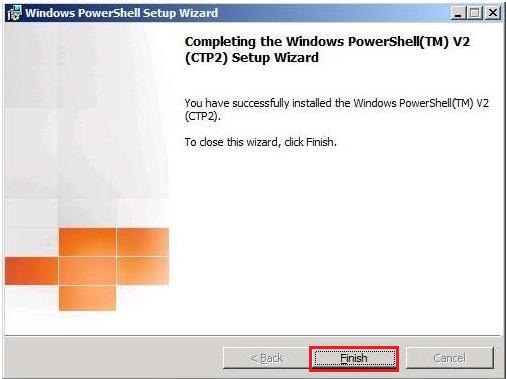 Windows PowerShell Setup Wizard
Completing the Windows PowerShell(TM) V2
(CTP2) Setup Wizard
You have successfully installed the Windows PowerShell(TM) V2
(CTP2).
To close this wizard, click Finish.
< Back
Finish
Cancel